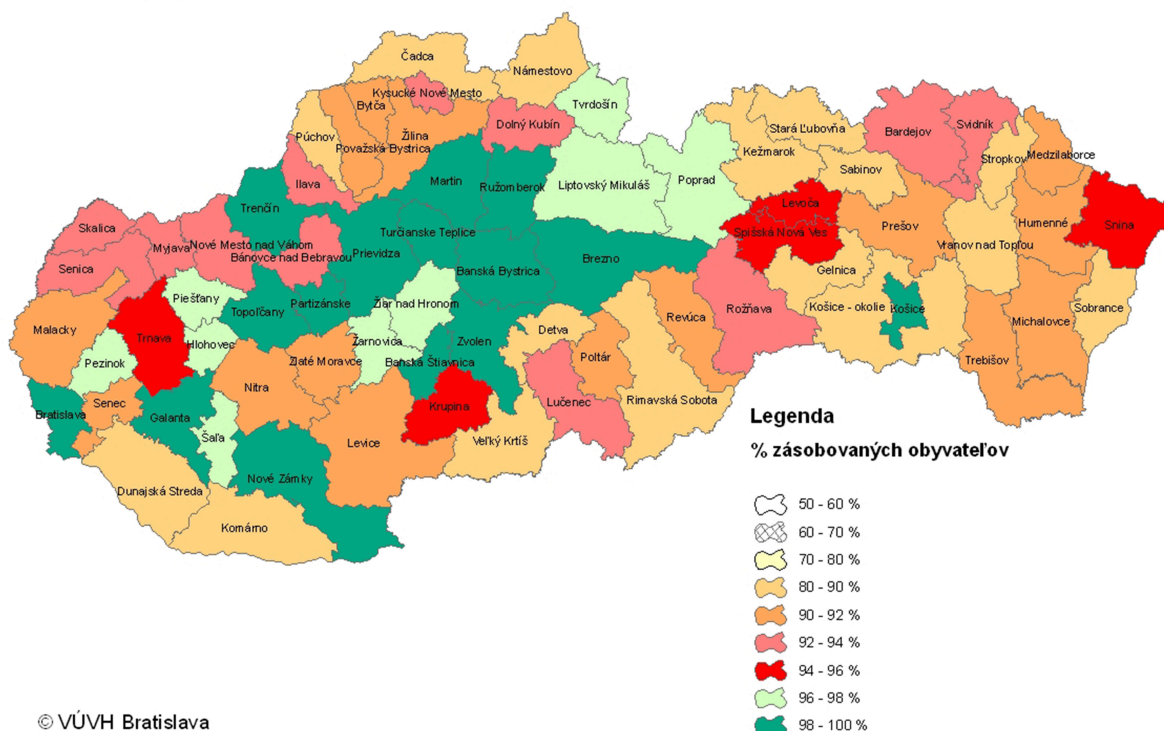 Čadca
Námestovo
Kysucké Nové Mesto
Bytča
Tvrdošín
Púchov
Žilina
Dolný Kubín
Považská Bystrica
Stará Ľubovňa
Bardejov
Svidník
Kežmarok
Stropkov
Medzilaborce
Sabinov
Ilava
Martin
Ružomberok
Liptovský Mikuláš
Poprad
Trenčín
Levoča
Snina
Skalica
Turčianske Teplice
Spišská Nová Ves
Prešov
Humenné
Myjava
Nové Mesto nad Váhom
Prievidza
Vranov nad Topľou
Senica
Bánovce nad Bebravou
Banská Bystrica
Brezno
Gelnica
Piešťany
Partizánske
Žiar nad Hronom
Rožňava
Košice - okolie
Košice
Sobrance
Topoľčany
Revúca
Michalovce
Malacky
Trnava
Hlohovec
Žarnovica
Zvolen
Detva
Pezinok
Zlaté Moravce
Banská Štiavnica
Poltár
Trebišov
Nitra
Rimavská Sobota
Senec
Krupina
Lučenec
Bratislava
Galanta
Šaľa
Levice
Veľký Krtíš
Nové Zámky
Dunajská Streda
Komárno
Legenda
% zásobovaných obyvateľov
50 - 60 %
60 - 70 %
70 - 80 %
80 - 90 %
90 - 92 %
92 - 94 %
94 - 96 %
96 - 98 %
98 - 100 %
© VÚVH Bratislava